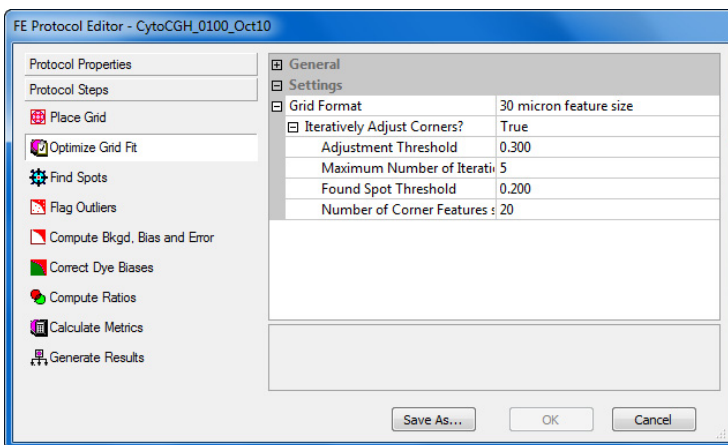 FE Protocol Editor - CytoCGH_0100_Oct10
Protocol Properties
Protocol Steps
Place Grid
Optimize Grid Fit
Find Spots
Flag Outliers
Compute Bkgd, Bias and Error
Correct Dye Biases
Compute Ratios
Calculate Metrics
Generate Results
General
Settings
Grid Format 30 micron feature size
Iteratively Adjust Corners? True
Adjustment Threshold 0.300
Maximum Number of Iterati 5
Found Spot Threshold 0.200
Number of Corner Features s 20
Save As... OK Cancel